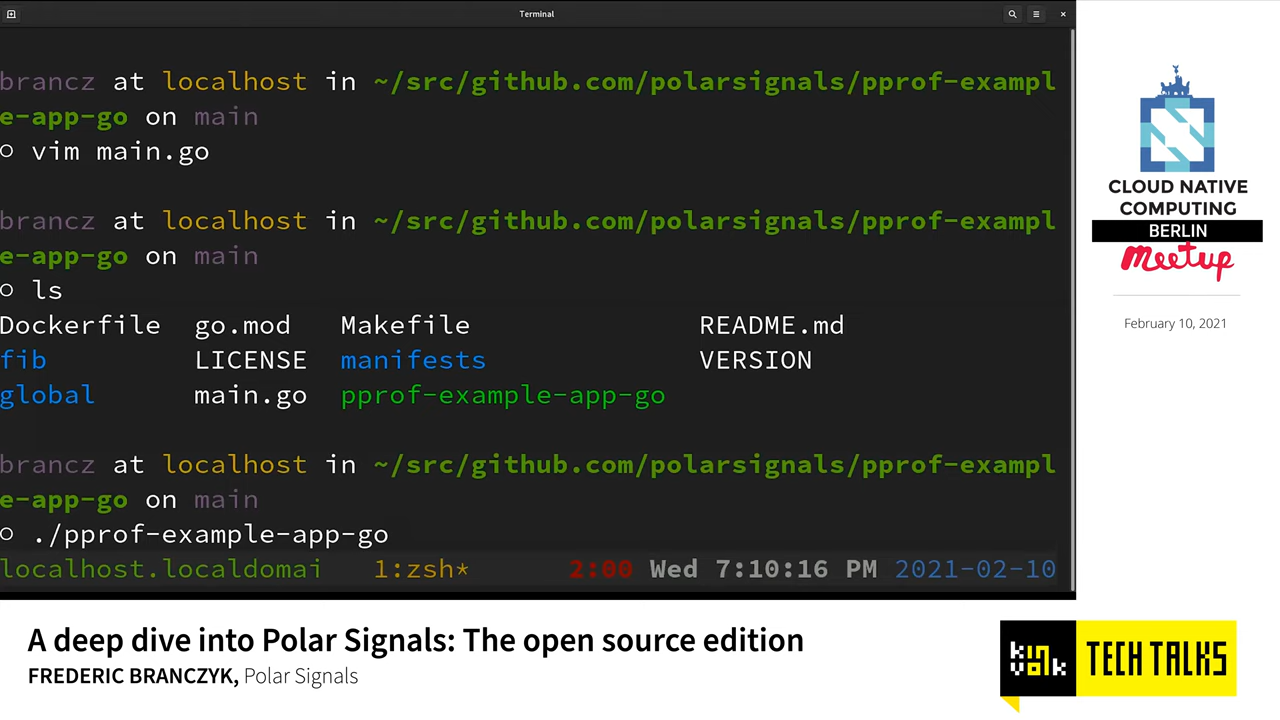 Terminal
brancz at localhost in ~/src/github.com/polarsignals/pprof-exampl
e-app-go on main
○ vim main.go
brancz at localhost in ~/src/github.com/polarsignals/pprof-exampl
e-app-go on main
○ ls
Dockerfile go.mod Makefile README.md
fib LICENSE manifests VERSION
global main.go pprof-example-app-go
brancz at localhost in ~/src/github.com/polarsignals/pprof-exampl
e-app-go on main
○ ./pprof-example-app-go
localhost.localdomai 1:zsh* 2:00 Wed 7:10:16 PM 2021-02-10
CLOUD NATIVE
COMPUTING
BERLIN
Meetup
February 10, 2021
A deep dive into Polar Signals: The open source edition
FREDERIC BRANCZYK, Polar Signals
kinvolk TECH TALKS